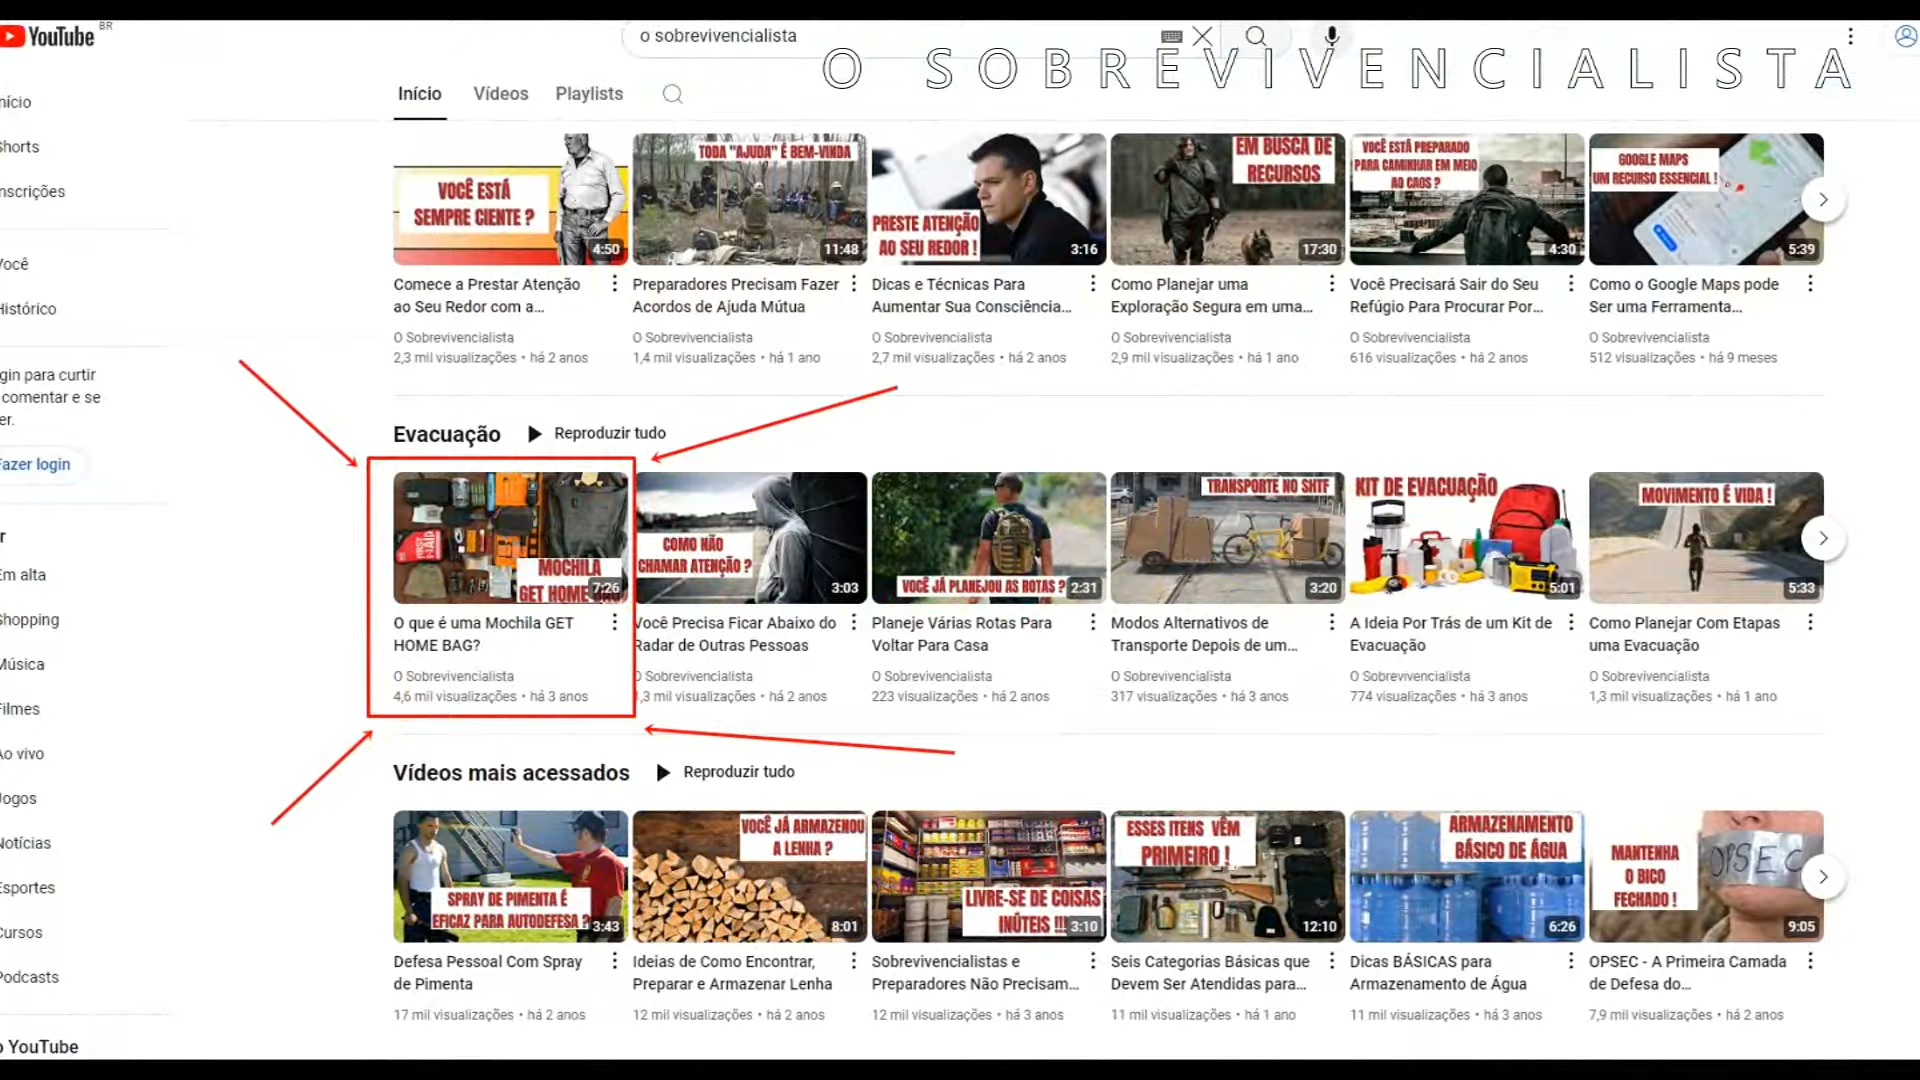 YouTube BR
o sobrevivencialista
O SOBREVIVENCIALISTA
Início Vídeos Playlists
nício
Shorts
nscrições
Você
Histórico
gin para curtir
comentar e se
er.
Fazer login
r
Em alta
Shopping
Música
Filmes
Ao vivo
Jogos
Notícias
Esportes
Cursos
Podcasts
o YouTube
VOCÊ ESTÁ
SEMPRE CIENTE ?
4:50
Comece a Prestar Atenção
ao Seu Redor com a...
O Sobrevivencialista
2,3 mil visualizações • há 2 anos
TODA "AJUDA" É BEM-VINDA
11:48
Preparadores Precisam Fazer
Acordos de Ajuda Mútua
O Sobrevivencialista
1,4 mil visualizações • há 1 ano
PRESTE ATENÇÃO
AO SEU REDOR !
3:16
Dicas e Técnicas Para
Aumentar Sua Consciência...
O Sobrevivencialista
2,7 mil visualizações • há 2 anos
EM BUSCA DE
RECURSOS
17:30
Como Planejar uma
Exploração Segura em uma...
O Sobrevivencialista
2,9 mil visualizações • há 1 ano
VOCÊ ESTÁ PREPARADO
PARA CAMINHAR EM MEIO
AO CAOS ?
4:30
Você Precisará Sair do Seu
Refúgio Para Procurar Por...
O Sobrevivencialista
616 visualizações • há 2 anos
GOOGLE MAPS
UM RECURSO ESSENCIAL !
5:39
Como o Google Maps pode
Ser uma Ferramenta...
O Sobrevivencialista
512 visualizações • há 9 meses
Evacuação Reproduzir tudo
FIRST AID
MOCHILA
GET HOME
7:26
O que é uma Mochila GET
HOME BAG?
O Sobrevivencialista
4,6 mil visualizações • há 3 anos
COMO NÃO
CHAMAR ATENÇÃO ?
3:03
Você Precisa Ficar Abaixo do
Radar de Outras Pessoas
O Sobrevivencialista
1,3 mil visualizações • há 2 anos
VOCÊ JÁ PLANEJOU AS ROTAS ?
2:31
Planeje Várias Rotas Para
Voltar Para Casa
O Sobrevivencialista
223 visualizações • há 2 anos
TRANSPORTE NO SHTF
3:20
Modos Alternativos de
Transporte Depois de um...
O Sobrevivencialista
317 visualizações • há 3 anos
KIT DE EVACUAÇÃO
5:01
A Ideia Por Trás de um Kit de
Evacuação
O Sobrevivencialista
774 visualizações • há 3 anos
MOVIMENTO É VIDA !
5:33
Como Planejar Com Etapas
uma Evacuação
O Sobrevivencialista
1,3 mil visualizações • há 1 ano
Vídeos mais acessados Reproduzir tudo
SPRAY DE PIMENTA É
EFICAZ PARA AUTODEFESA ?
3:43
Defesa Pessoal Com Spray
de Pimenta
17 mil visualizações • há 2 anos
VOCÊ JÁ ARMAZENOU
A LENHA ?
8:01
Ideias de Como Encontrar,
Preparar e Armazenar Lenha
12 mil visualizações • há 2 anos
LIVRE-SE DE COISAS
INÚTEIS !!!
3:10
Sobrevivencialistas e
Preparadores Não Precisam...
12 mil visualizações • há 3 anos
ESSES ITENS VÊM
PRIMEIRO !
12:10
Seis Categorias Básicas que
Devem Ser Atendidas para...
11 mil visualizações • há 1 ano
ARMAZENAMENTO
BÁSICO DE ÁGUA
6:26
Dicas BÁSICAS para
Armazenamento de Água
11 mil visualizações • há 3 anos
MANTENHA
O BICO
FECHADO !
OPSEC
9:05
OPSEC - A Primeira Camada
de Defesa do...
7,9 mil visualizações • há 2 anos